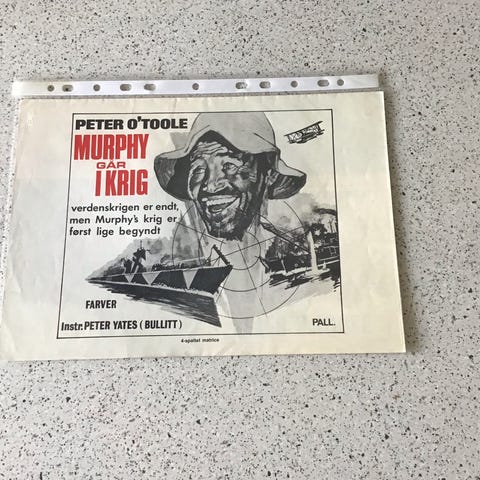 PETER O'TOOLE
MURPHY
GÅR
I KRIG
verdenskrigen er endt,
men Murphy's krig er
først lige begyndt
FARVER
Instr. PETER YATES (BULLITT)
PALL.
4-spaltet matrice